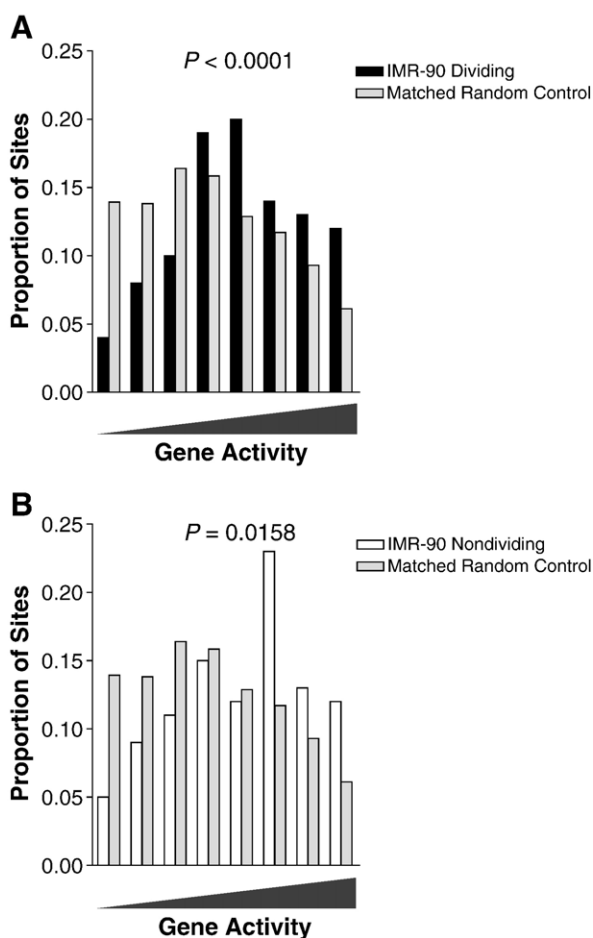 A
0.25
P < 0.0001
IMR-90 Dividing
Matched Random Control
0.20
0.15
0.10
0.05
0.00
Proportion of Sites
Gene Activity
B
0.25
P = 0.0158
IMR-90 Nondividing
Matched Random Control
0.20
0.15
0.10
0.05
0.00
Proportion of Sites
Gene Activity